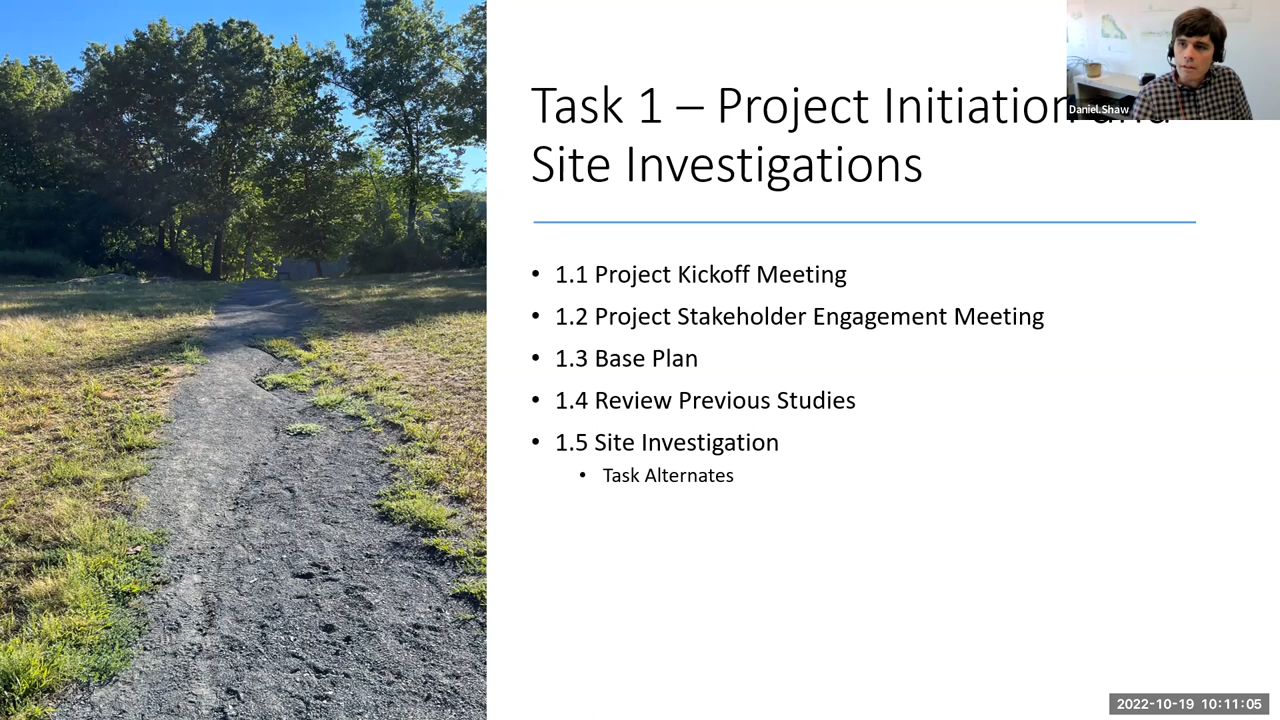 Task 1 – Project Initiation and
Site Investigations
• 1.1 Project Kickoff Meeting
• 1.2 Project Stakeholder Engagement Meeting
• 1.3 Base Plan
• 1.4 Review Previous Studies
• 1.5 Site Investigation
• Task Alternates
Daniel.Shaw
2022-10-19 10:11:05